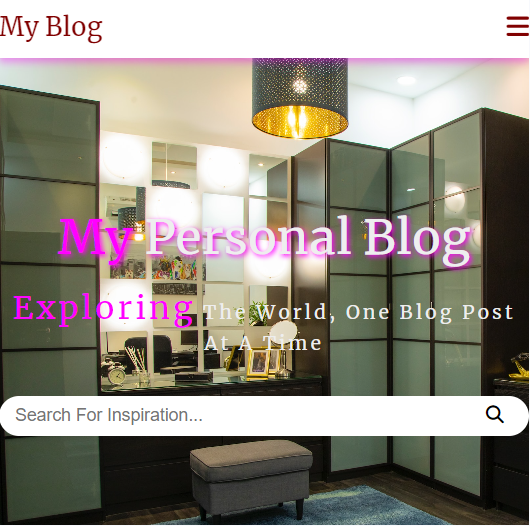 My Blog
My Personal Blog
Exploring The World, One Blog Post
At A Time
Search For Inspiration...